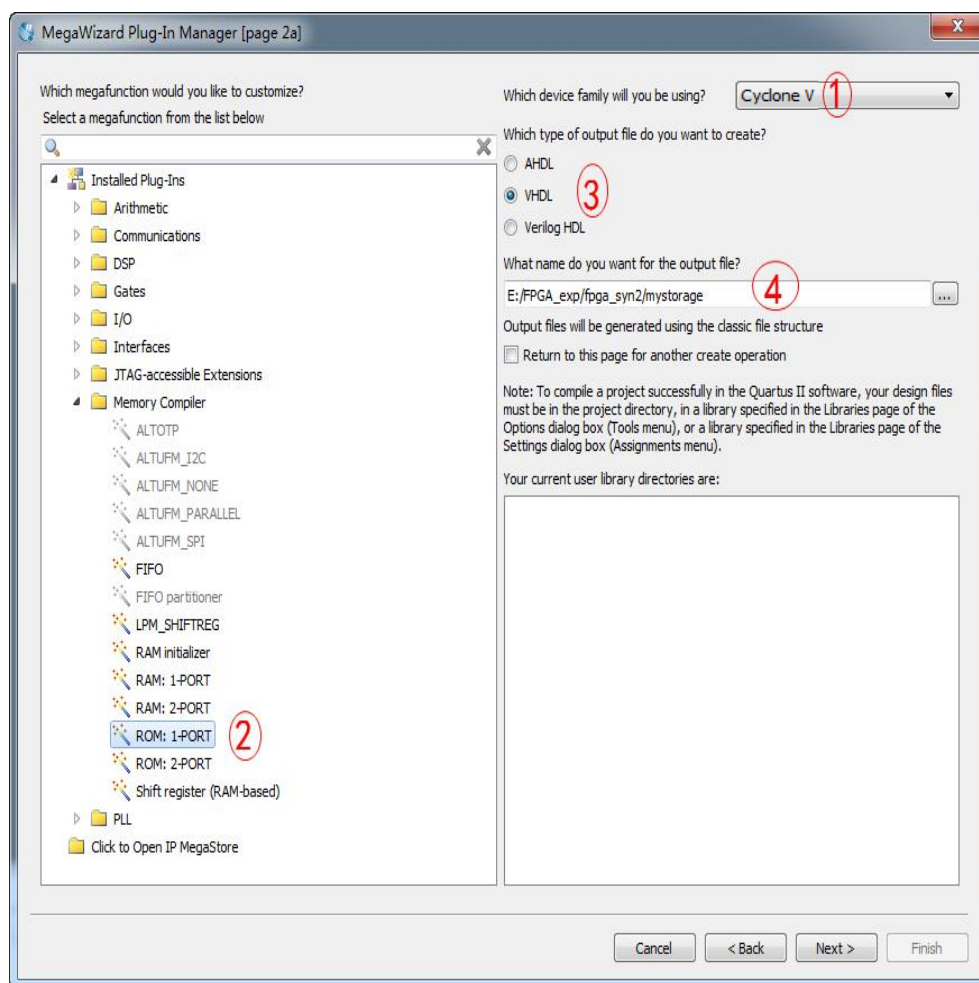 MegaWizard Plug-In Manager [page 2a]
Which megafunction would you like to customize?
Select a megafunction from the list below
Installed Plug-Ins
Arithmetic
Communications
DSP
Gates
I/O
Interfaces
JTAG-accessible Extensions
Memory Compiler
ALTOTP
ALTUFM_I2C
ALTUFM_NONE
ALTUFM_PARALLEL
ALTUFM_SPI
FIFO
FIFO partitioner
LPM_SHIFTREG
RAM initializer
RAM: 1-PORT
RAM: 2-PORT
ROM: 1-PORT 2
ROM: 2-PORT
Shift register (RAM-based)
PLL
Click to Open IP MegaStore
Which device family will you be using? Cyclone V 1
Which type of output file do you want to create?
AHDL
VHDL 3
Verilog HDL
What name do you want for the output file?
E:/FPGA_exp/fpga_syn2/mystorage 4 ...
Output files will be generated using the classic file structure
Return to this page for another create operation
Note: To compile a project successfully in the Quartus II software, your design files
must be in the project directory, in a library specified in the Libraries page of the
Options dialog box (Tools menu), or a library specified in the Libraries page of the
Settings dialog box (Assignments menu).
Your current user library directories are:
Cancel < Back Next > Finish